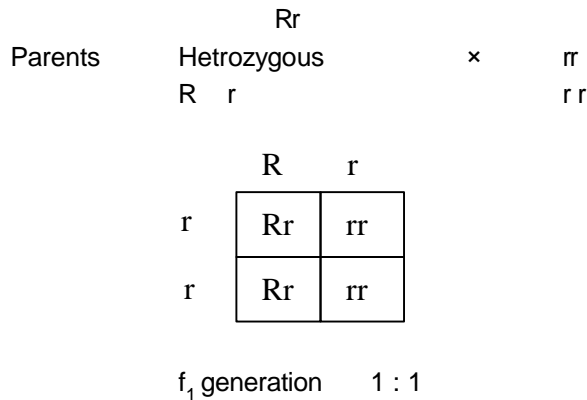 Rr
Parents Hetrozygous × rr
R r r r
R r
r Rr rr
r Rr rr
f₁ generation 1 : 1